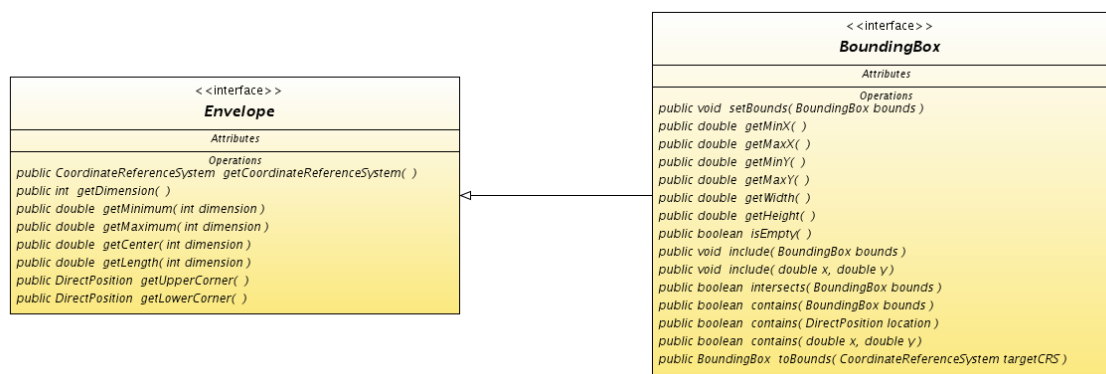 <<interface>>
Envelope
Attributes
Operations
public CoordinateReferenceSystem getCoordinateReferenceSystem( )
public int getDimension( )
public double getMinimum( int dimension )
public double getMaximum( int dimension )
public double getCenter( int dimension )
public double getLength( int dimension )
public DirectPosition getUpperCorner( )
public DirectPosition getLowerCorner( )
<<interface>>
BoundingBox
Attributes
Operations
public void setBounds( BoundingBox bounds )
public double getMinX( )
public double getMaxX( )
public double getMinY( )
public double getMaxY( )
public double getWidth( )
public double getHeight( )
public boolean isEmpty( )
public void include( BoundingBox bounds )
public void include( double x, double y )
public boolean intersects( BoundingBox bounds )
public boolean contains( BoundingBox bounds )
public boolean contains( DirectPosition location )
public boolean contains( double x, double y )
public BoundingBox toBounds( CoordinateReferenceSystem targetCRS )